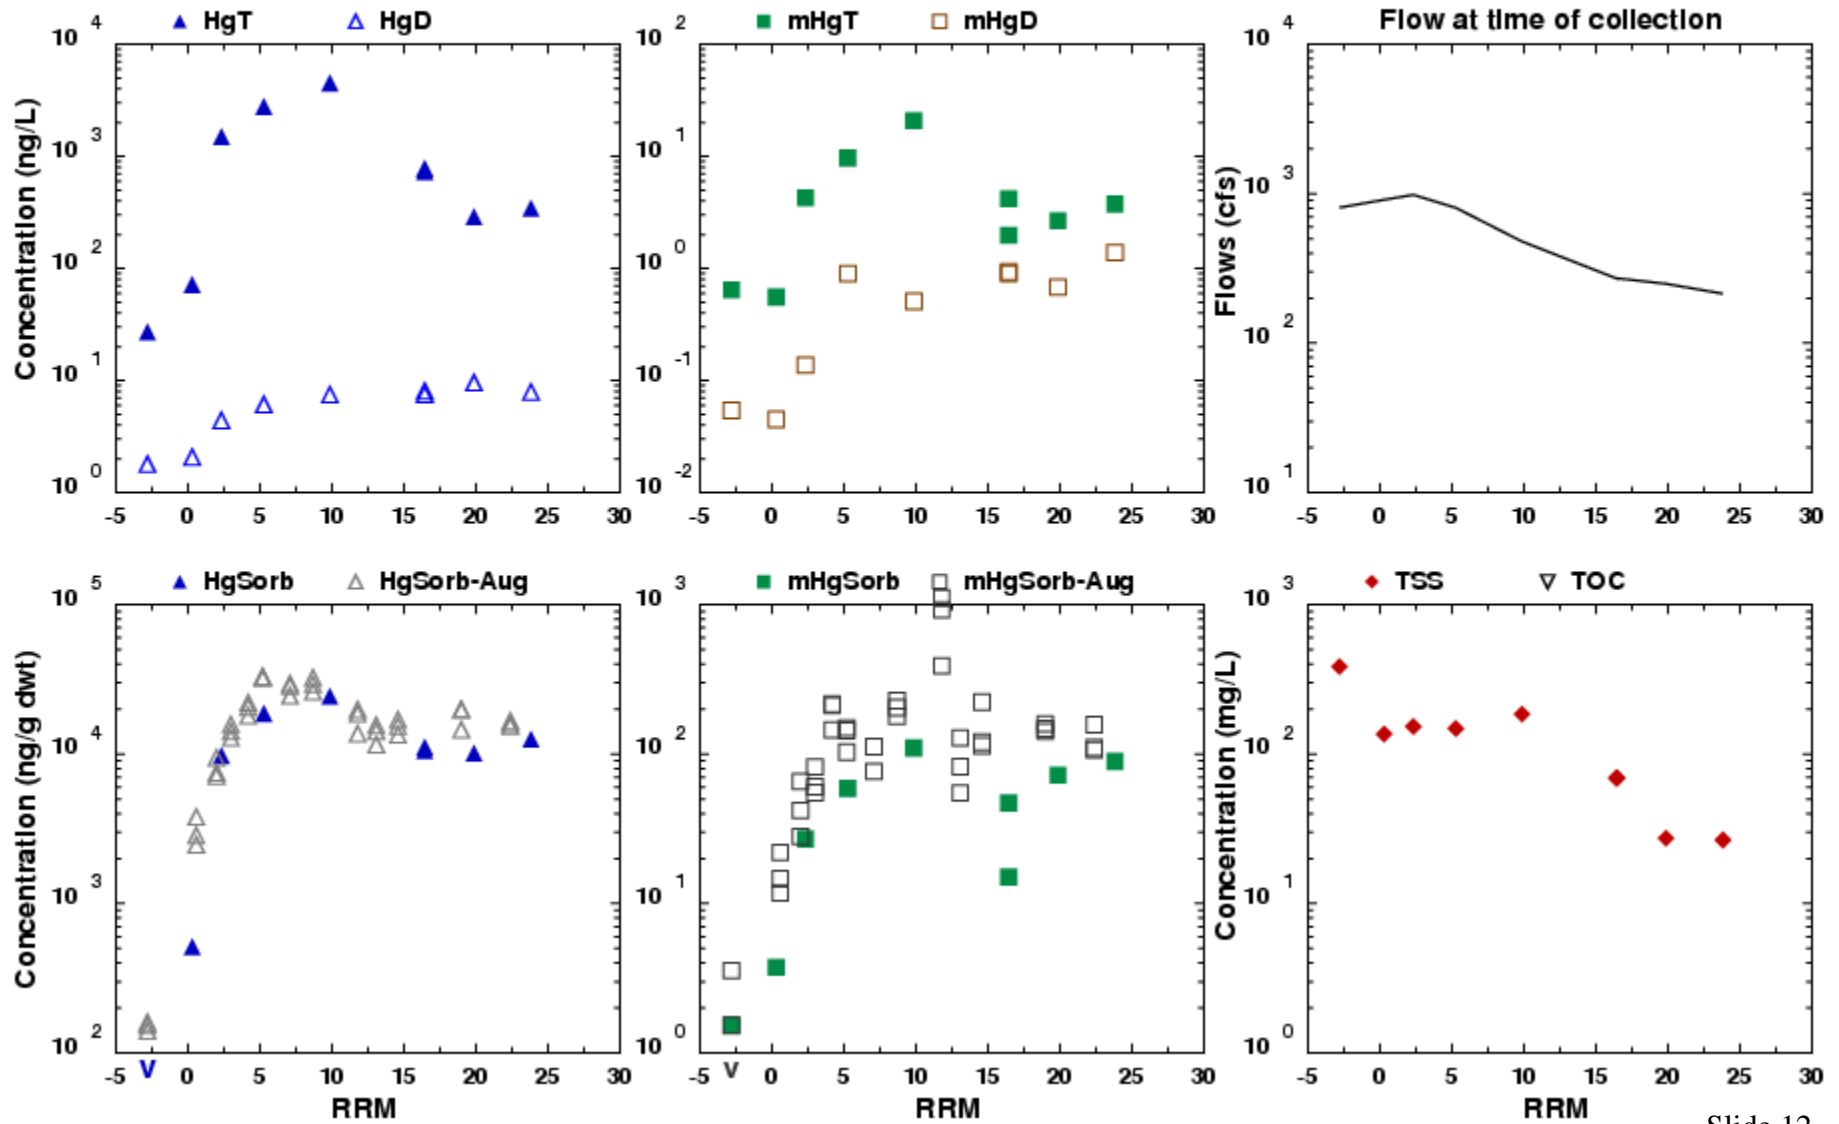 HgT HgD
mHgT mHgD
Flow at time of collection
Concentration (ng/L)
10 4
10 3
10 2
10 1
10 0
-5 0 5 10 15 20 25 30
10 2
10 1
10 0
10 -1
10 -2
-5 0 5 10 15 20 25 30
Flows (cfs)
10 4
10 3
10 2
10 1
-5 0 5 10 15 20 25 30
HgSorb HgSorb-Aug
mHgSorb mHgSorb-Aug
TSS TOC
Concentration (ng/g dwt)
10 5
10 4
10 3
10 2
-5 V 0 5 10 15 20 25 30
RRM
10 3
10 2
10 1
10 0
-5 V 0 5 10 15 20 25 30
RRM
Concentration (mg/L)
10 3
10 2
10 1
10 0
-5 0 5 10 15 20 25 30
RRM